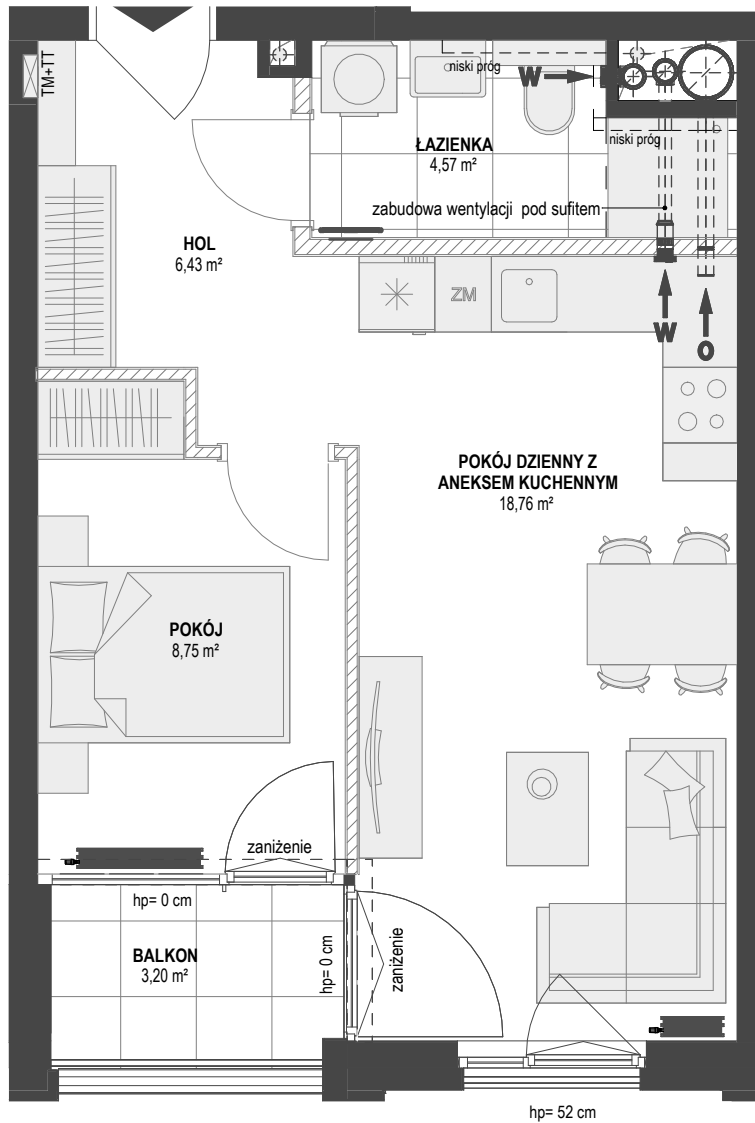 TM+TT
niski próg
W
ŁAZIENKA
4,57 m²
niski próg
zabudowa wentylacji pod sufitem
HOL
6,43 m²
ZM
W
O
POKÓJ DZIENNY Z
ANEKSEM KUCHENNYM
18,76 m²
POKÓJ
8,75 m²
zaniżenie
hp= 0 cm
BALKON
3,20 m²
hp= 0 cm
zaniżenie
hp= 52 cm